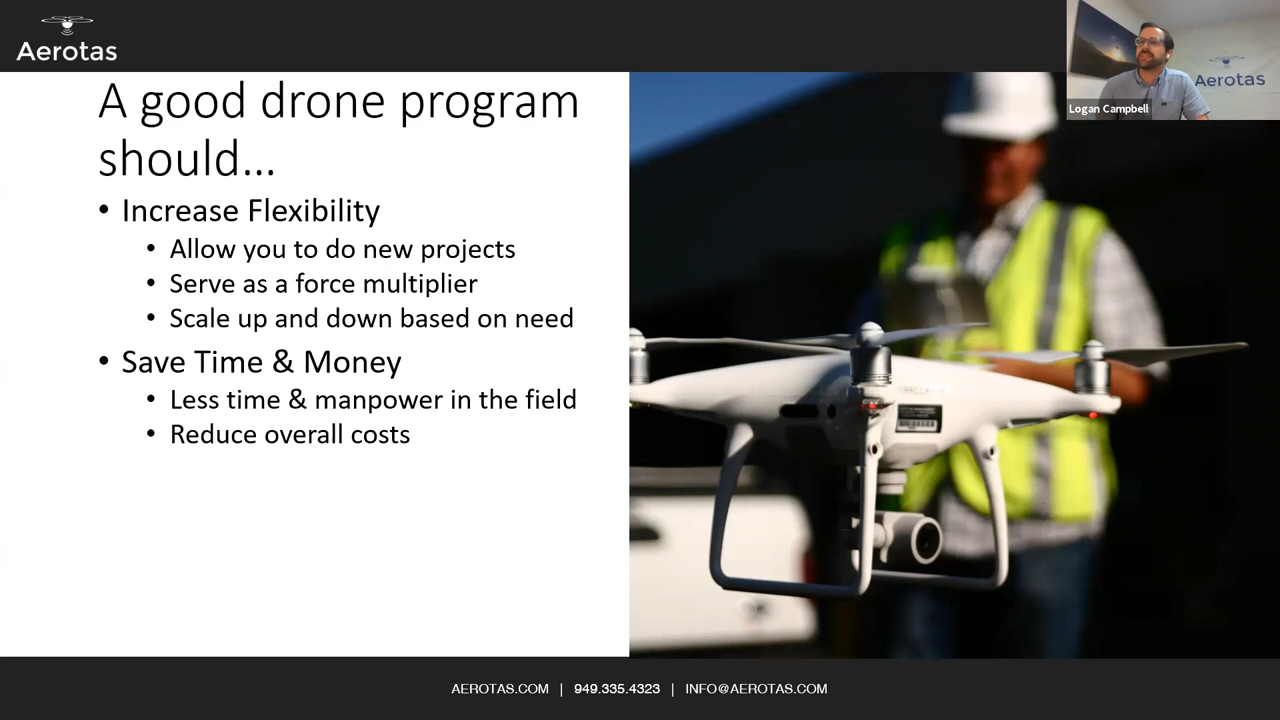 Aerotas
Aerotas
Logan Campbell
A good drone program
should...
• Increase Flexibility
• Allow you to do new projects
• Serve as a force multiplier
• Scale up and down based on need
• Save Time & Money
• Less time & manpower in the field
• Reduce overall costs
AEROTAS.COM | 949.335.4323 | INFO@AEROTAS.COM